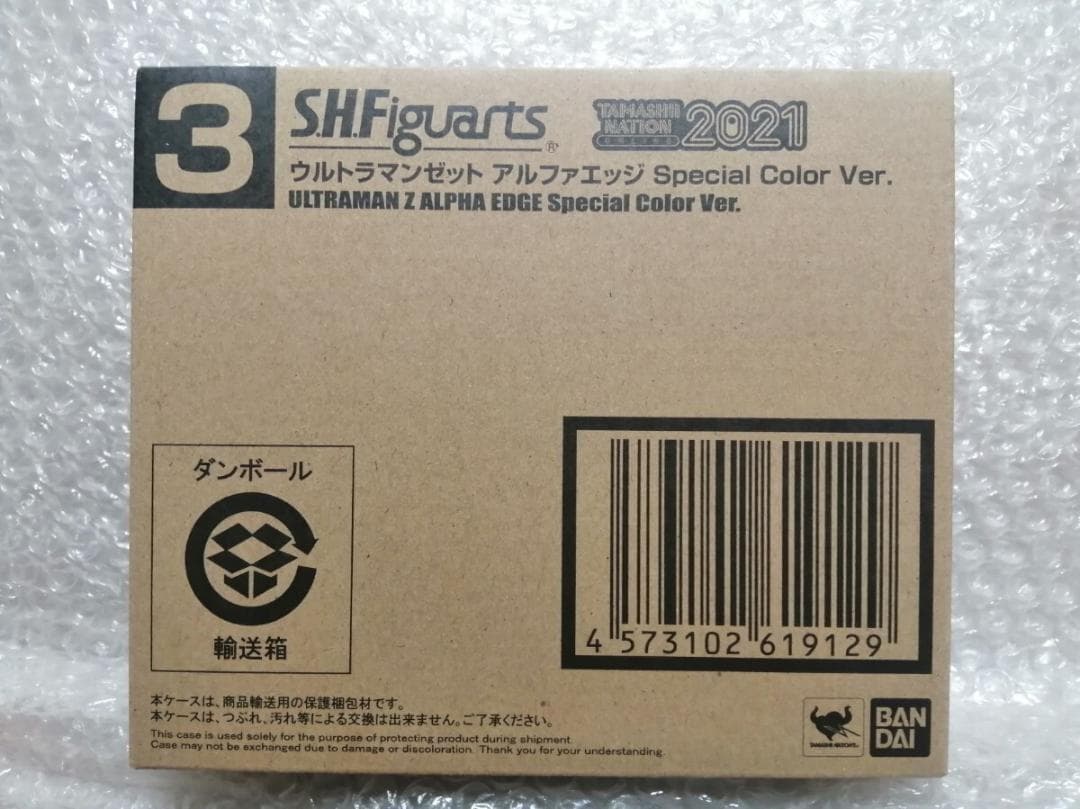 3
S.H.Figuarts®
TAMASHII
NATION
ONLINE
2021
ウルトラマンゼット アルファエッジ Special Color Ver.
ULTRAMAN Z ALPHA EDGE Special Color Ver.
ダンボール
輸送箱
4 573102 619129
本ケースは、商品輸送用の保護梱包材です。
本ケースは、つぶれ、汚れ等による交換は出来ません。ご了承ください。
This case is used solely for the purpose of protecting product during shipment.
Case may not be exchanged due to damage or discoloration. Thank you for your understanding.
TAMASHII NATIONS
BAN
DAI